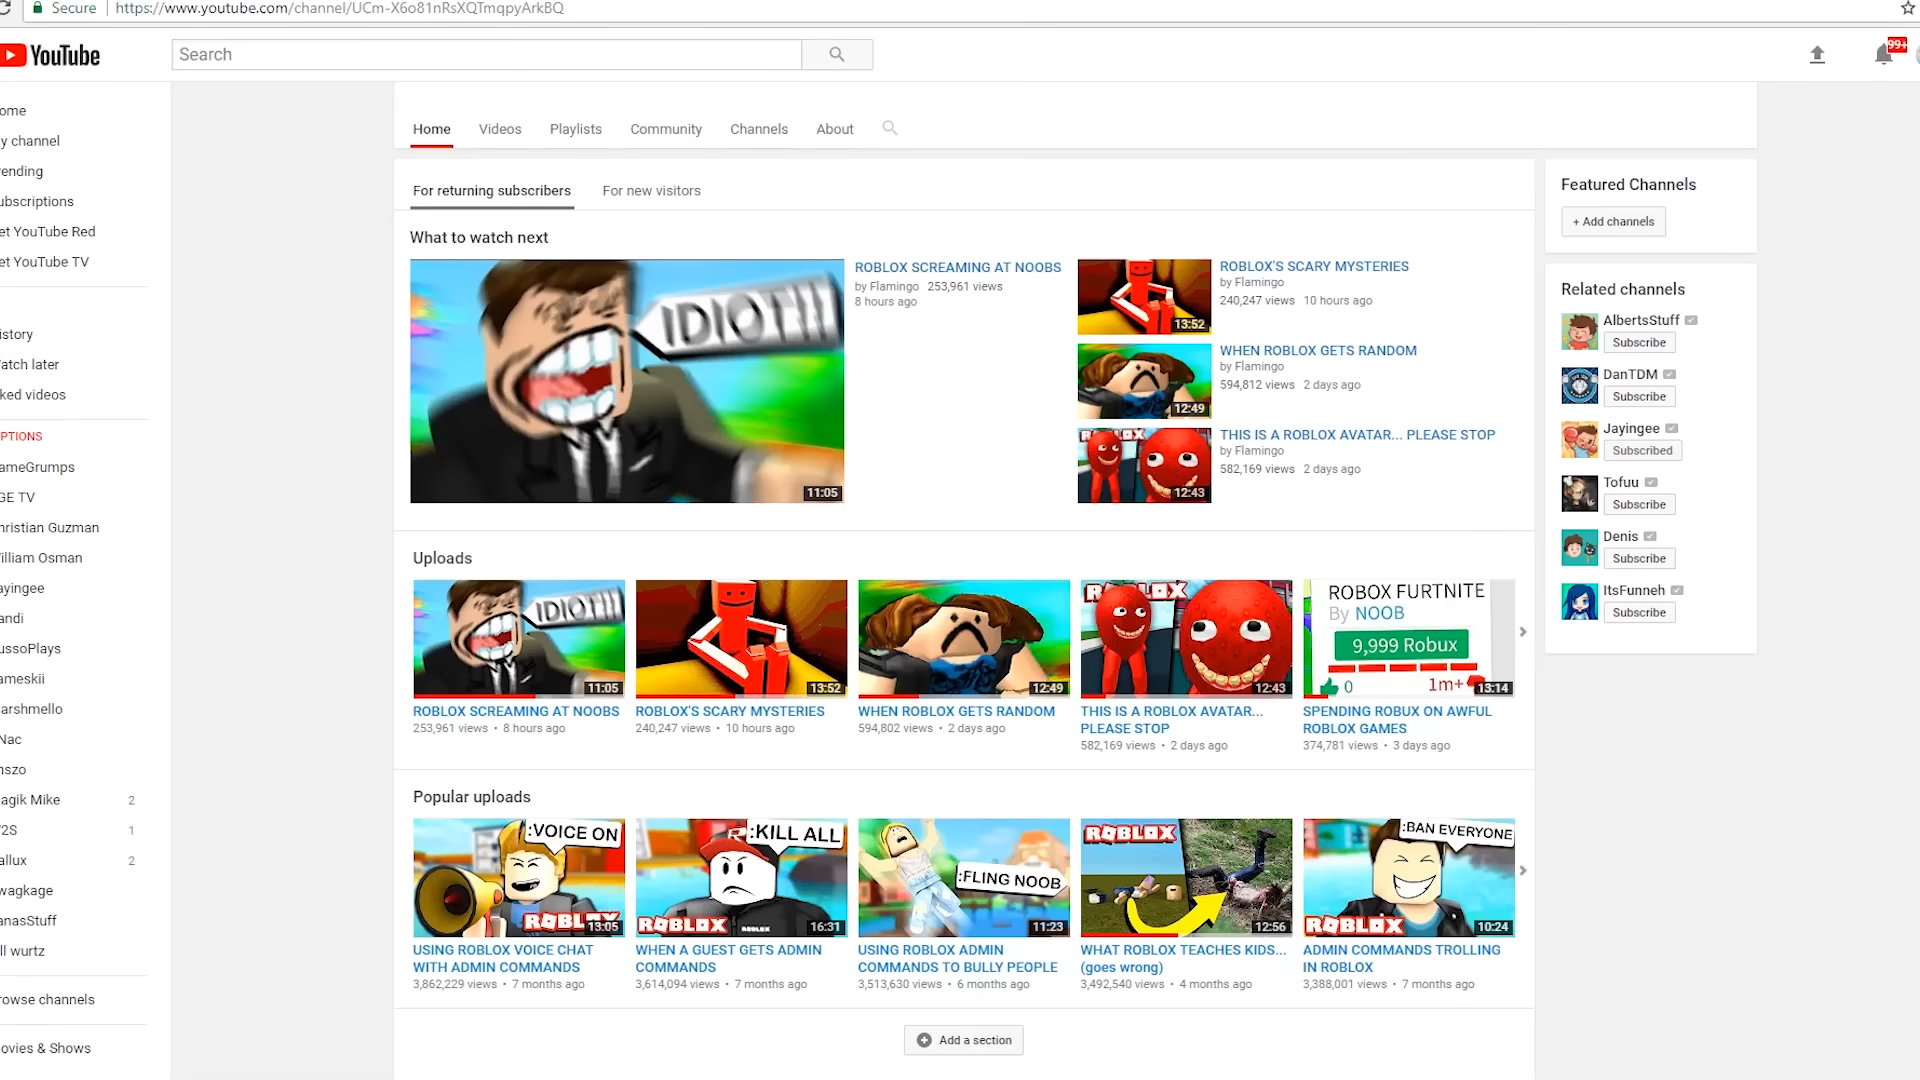 Secure https://www.youtube.com/channel/UCm-X6o81nRsXQTmqpyArkBQ
YouTube
Search
99+
ome
y channel
ending
ubscriptions
et YouTube Red
et YouTube TV
istory
atch later
ked videos
PTIONS
ameGrumps
GE TV
hristian Guzman
illiam Osman
ayingee
andi
ussoPlays
ameskii
arshmello
Nac
nszo
agik Mike 2
2S 1
allux 2
wagkage
anasStuff
ll wurtz
rowse channels
ovies & Shows
Home Videos Playlists Community Channels About
For returning subscribers For new visitors
What to watch next
IDIOT!!!
11:05
ROBLOX SCREAMING AT NOOBS
by Flamingo 253,961 views
8 hours ago
13:52
ROBLOX'S SCARY MYSTERIES
by Flamingo
240,247 views 10 hours ago
12:49
WHEN ROBLOX GETS RANDOM
by Flamingo
594,812 views 2 days ago
12:43
THIS IS A ROBLOX AVATAR... PLEASE STOP
by Flamingo
582,169 views 2 days ago
Uploads
IDIOT!!!
11:05
ROBLOX SCREAMING AT NOOBS
253,961 views • 8 hours ago
13:52
ROBLOX'S SCARY MYSTERIES
240,247 views • 10 hours ago
12:49
WHEN ROBLOX GETS RANDOM
594,802 views • 2 days ago
ROBLOX
12:43
THIS IS A ROBLOX AVATAR...
PLEASE STOP
582,169 views • 2 days ago
ROBOX FURTNITE
By NOOB
9,999 Robux
0 1m+
13:14
SPENDING ROBUX ON AWFUL
ROBLOX GAMES
374,781 views • 3 days ago
Popular uploads
:VOICE ON
ROBLOX
13:05
USING ROBLOX VOICE CHAT
WITH ADMIN COMMANDS
3,862,229 views • 7 months ago
:KILL ALL
ROBLOX
ROBLOX
16:31
WHEN A GUEST GETS ADMIN
COMMANDS
3,614,094 views • 7 months ago
:FLING NOOB
11:23
USING ROBLOX ADMIN
COMMANDS TO BULLY PEOPLE
3,513,630 views • 6 months ago
ROBLOX
12:56
WHAT ROBLOX TEACHES KIDS...
(goes wrong)
3,492,540 views • 4 months ago
:BAN EVERYONE
ROBLOX
10:24
ADMIN COMMANDS TROLLING
IN ROBLOX
3,388,001 views • 7 months ago
Add a section
Featured Channels
+ Add channels
Related channels
AlbertsStuff
Subscribe
DanTDM
Subscribe
Jayingee
Subscribed
Tofuu
Subscribe
Denis
Subscribe
ItsFunneh
Subscribe